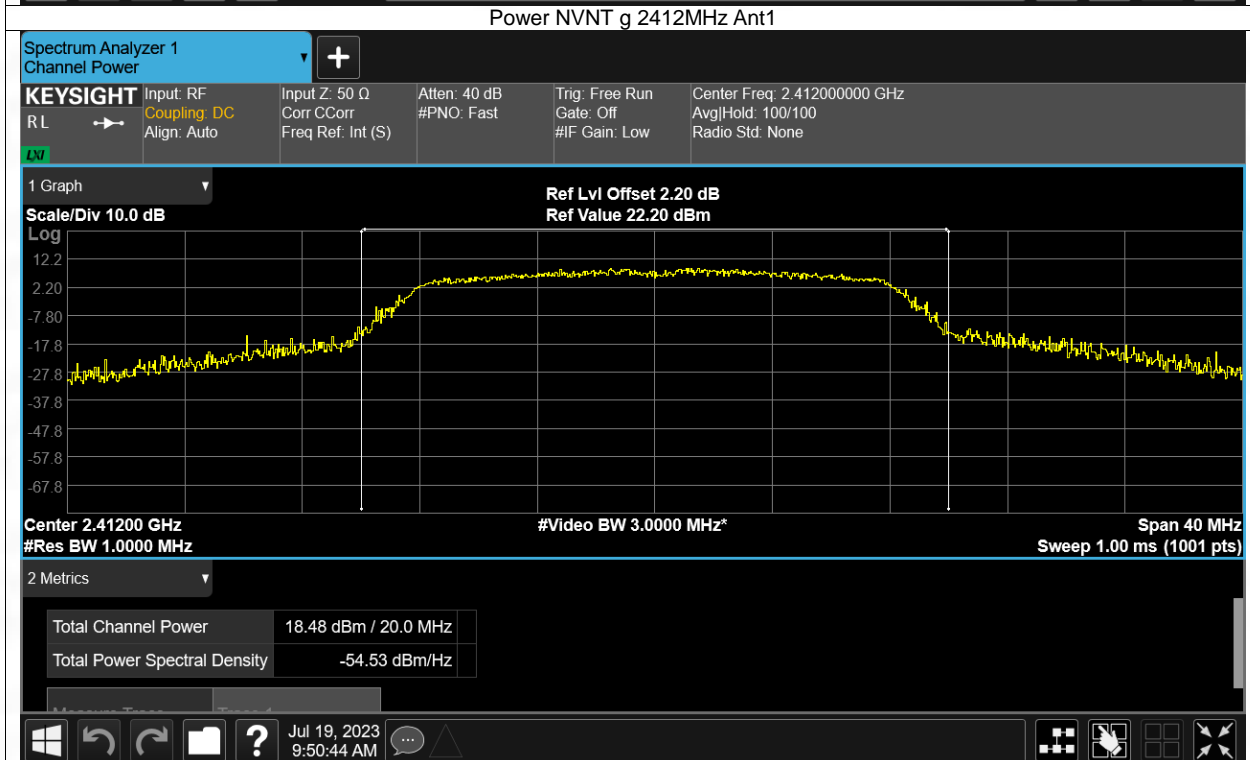 Power NVNT g 2412MHz Ant1
Spectrum Analyzer 1
Channel Power
KEYSIGHT
RL
LXI
Input: RF
Coupling: DC
Align: Auto
Input Z: 50 Ω
Corr CCorr
Freq Ref: Int (S)
Atten: 40 dB
#PNO: Fast
Trig: Free Run
Gate: Off
#IF Gain: Low
Center Freq: 2.412000000 GHz
Avg|Hold: 100/100
Radio Std: None
1 Graph
Scale/Div 10.0 dB
Ref Lvl Offset 2.20 dB
Ref Value 22.20 dBm
Log
12.2
2.20
-7.80
-17.8
-27.8
-37.8
-47.8
-57.8
-67.8
Center 2.41200 GHz
#Res BW 1.0000 MHz
#Video BW 3.0000 MHz*
Span 40 MHz
Sweep 1.00 ms (1001 pts)
2 Metrics
Total Channel Power 18.48 dBm / 20.0 MHz
Total Power Spectral Density -54.53 dBm/Hz
Measure Trace Trace 1
Jul 19, 2023
9:50:44 AM